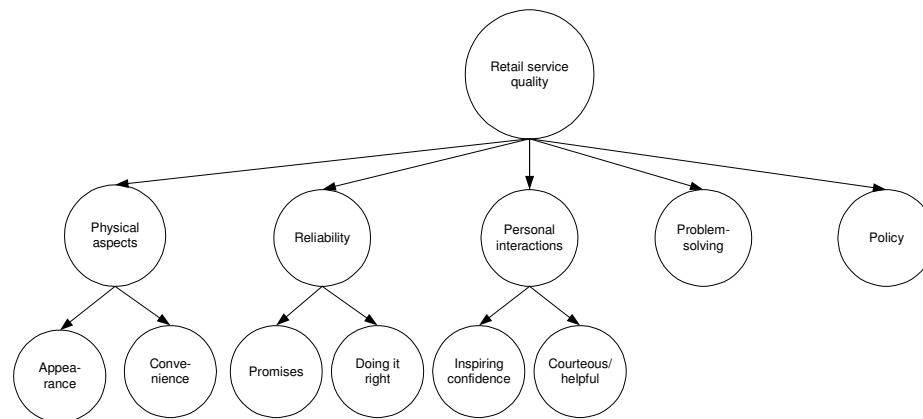 Retail service
quality
Physical
aspects
Reliability
Personal
interactions
Problem-
solving
Policy
Appea-
rance
Conve-
nience
Promises
Doing it
right
Inspiring
confidence
Courteous/
helpful